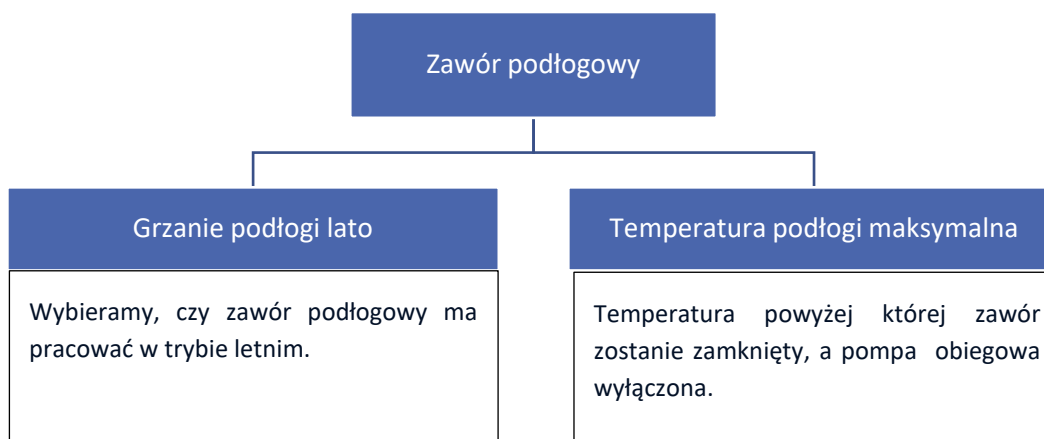 Zawór podłogowy
Grzanie podłogi lato
Wybieramy, czy zawór podłogowy ma
pracować w trybie letnim.
Temperatura podłogi maksymalna
Temperatura powyżej której zawór
zostanie zamknięty, a pompa obiegowa
wyłączona.